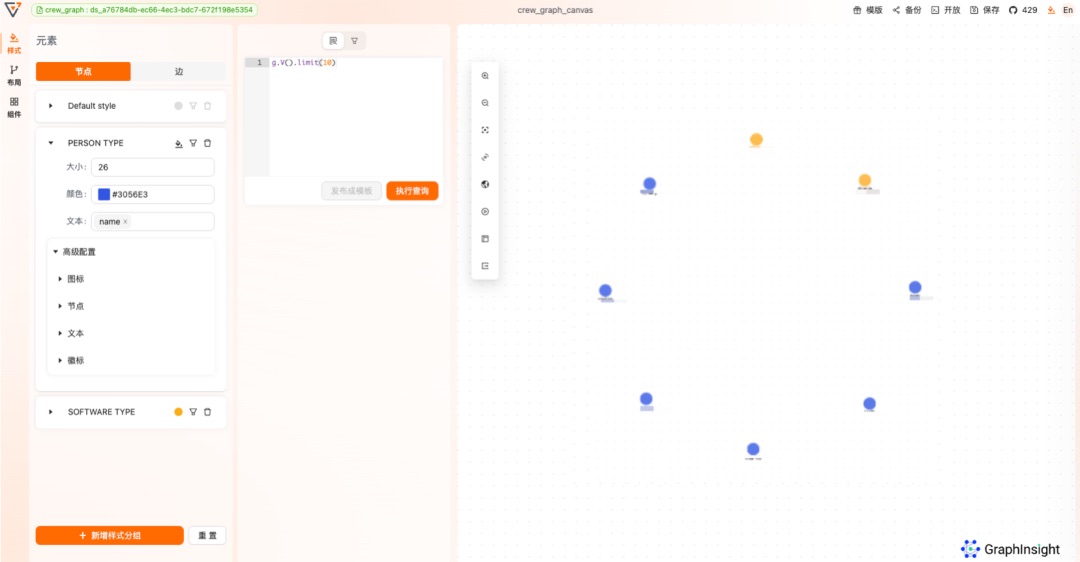 crew_graph : ds_a76784db-ec66-4ec3-bdc7-672f198e5354
crew_graph_canvas
模版
备份
开放
保存
429
En
样式
布局
组件
元素
节点
边
Default style
PERSON TYPE
大小:
26
颜色:
#3056E3
文本:
name ×
高级配置
图标
节点
文本
徽标
SOFTWARE TYPE
+ 新增样式分组
重 置
1 g.V().limit(10)
发布成模板
执行查询
GraphInsight